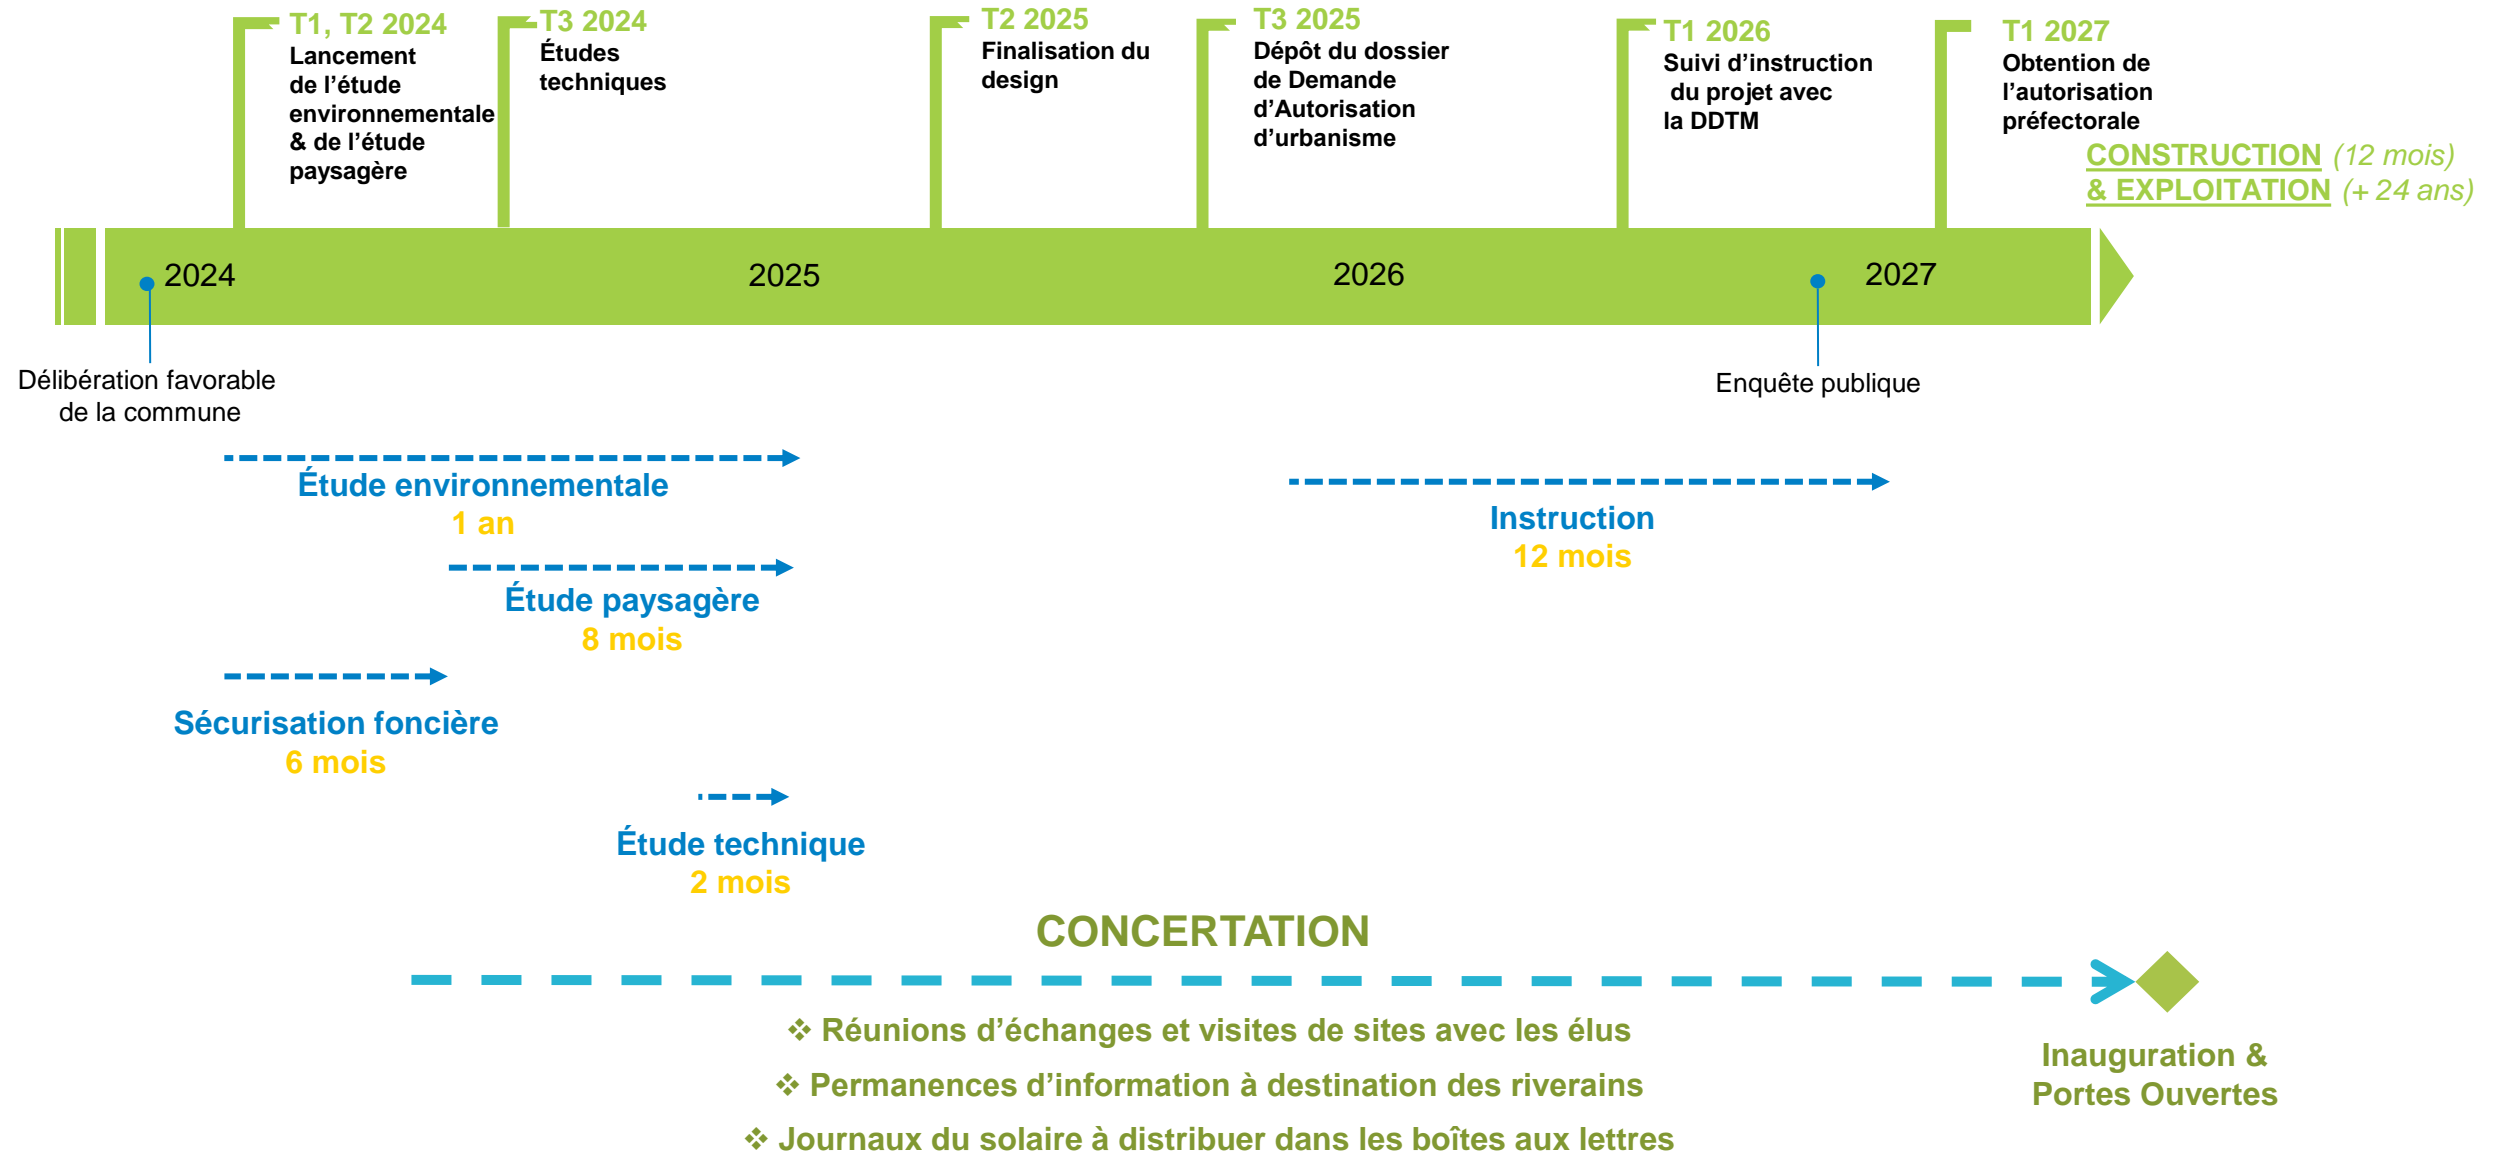 T1, T2 2024
Lancement
de l’étude
environnementale
& de l’étude
paysagère
T3 2024
Études
techniques
T2 2025
Finalisation du
design
T3 2025
Dépôt du dossier
de Demande
d’Autorisation
d’urbanisme
T1 2026
Suivi d’instruction
du projet avec
la DDTM
T1 2027
Obtention de
l’autorisation
préfectorale
CONSTRUCTION (12 mois)
& EXPLOITATION (+ 24 ans)
2024
2025
2026
2027
Délibération favorable
de la commune
Enquête publique
Étude environnementale
1 an
Instruction
12 mois
Étude paysagère
8 mois
Sécurisation foncière
6 mois
Étude technique
2 mois
CONCERTATION
❖ Réunions d’échanges et visites de sites avec les élus
❖ Permanences d’information à destination des riverains
❖ Journaux du solaire à distribuer dans les boîtes aux lettres
Inauguration &
Portes Ouvertes